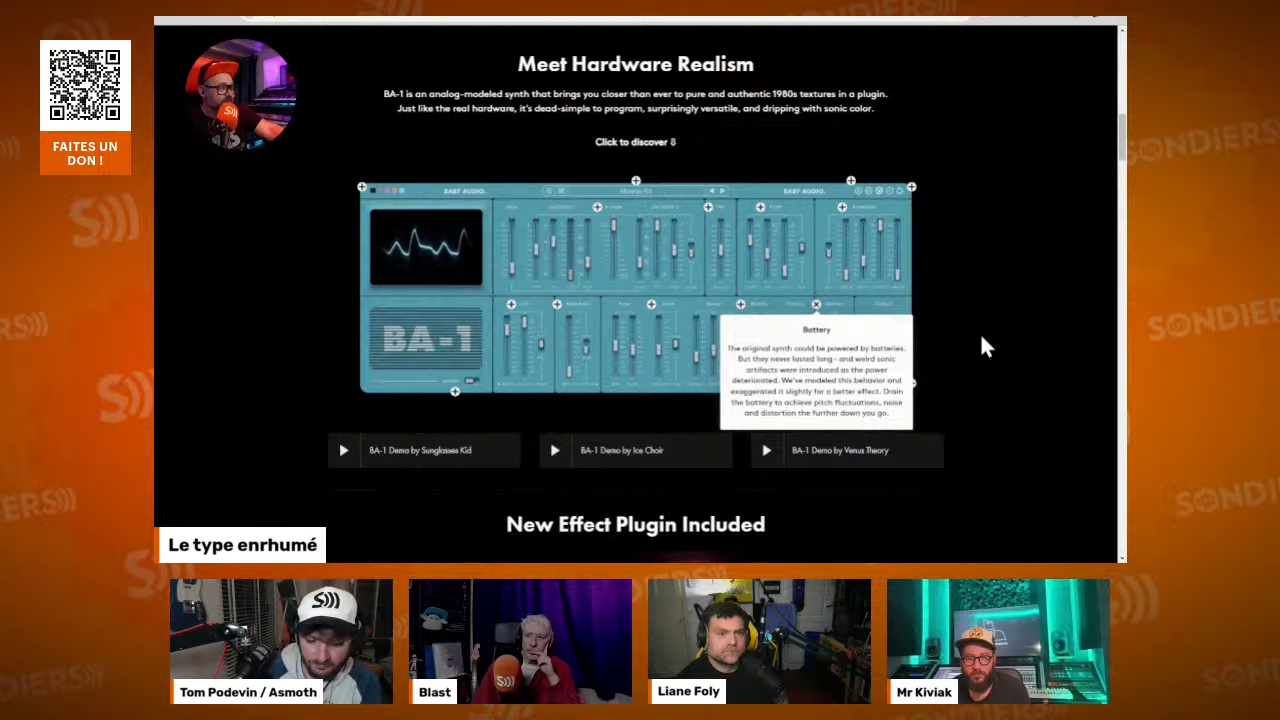 FAITES UN
DON !
Meet Hardware Realism
BA-1 is an analog-modeled synth that brings you closer than ever to pure and authentic 1980s textures in a plugin.
Just like the real hardware, it's dead-simple to program, surprisingly versatile, and dripping with sonic color.
Click to discover ⇩
BABY AUDIO.
BABY AUDIO.
BA-1
Battery
The original synth could be powered by batteries.
But they never lasted long - and weird sonic
artifacts were introduced as the power
deteriorated. We've modeled this behavior and
exaggerated it slightly for a better effect. Drain
the battery to achieve pitch fluctuations, noise
and distortion the further down you go.
BA-1 Demo by Sunglasses Kid
BA-1 Demo by Ice Choir
BA-1 Demo by Venus Theory
New Effect Plugin Included
Le type enrhumé
Tom Podevin / Asmoth
Blast
Liane Foly
Mr Kiviak
SONDIERS